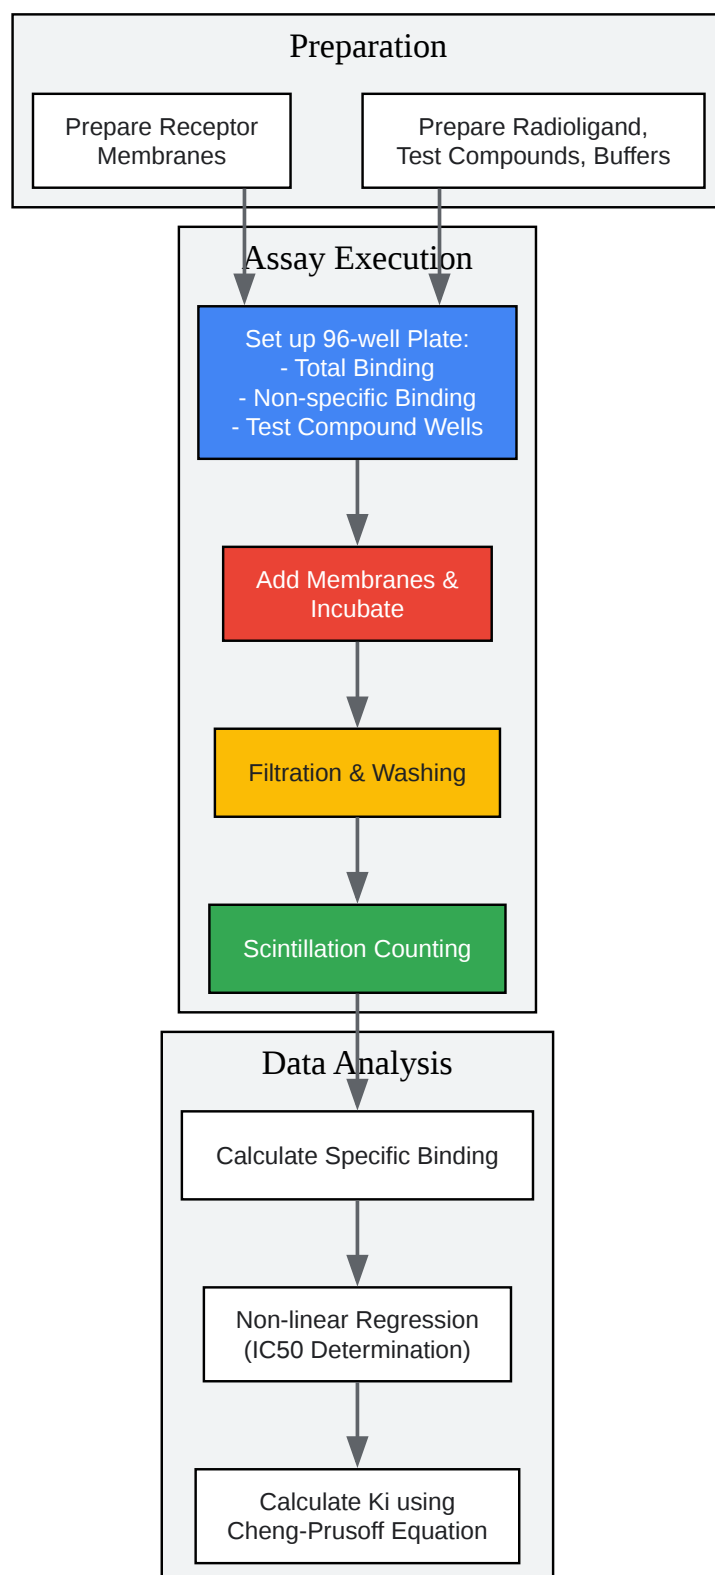 Preparation
Prepare Receptor
Membranes
Prepare Radioligand,
Test Compounds, Buffers
Assay Execution
Set up 96-well Plate:
- Total Binding
- Non-specific Binding
- Test Compound Wells
Add Membranes &
Incubate
Filtration & Washing
Scintillation Counting
Data Analysis
Calculate Specific Binding
Non-linear Regression
(IC50 Determination)
Calculate Ki using
Cheng-Prusoff Equation